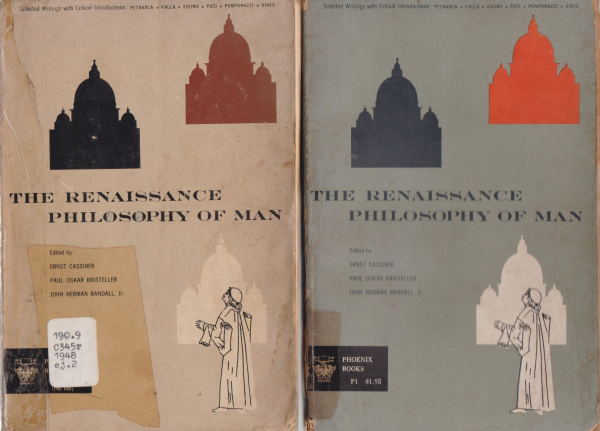 Selected Writings with Critical Introductions: PETRARCA • VALLA • FICINO • PICO • POMPONAZZI • VIVES
THE RENAISSANCE
PHILOSOPHY OF MAN
Edited by
ERNST CASSIRER
PAUL OSKAR KRISTELLER
JOHN HERMAN RANDALL, Jr.
190.9
C345r
1948
ej.2
Selected Writings with Critical Introductions: PETRARCA • VALLA • FICINO • PICO • POMPONAZZI • VIVES
THE RENAISSANCE
PHILOSOPHY OF MAN
Edited by
ERNST CASSIRER
PAUL OSKAR KRISTELLER
JOHN HERMAN RANDALL, Jr.
PHOENIX
BOOKS
P1 $1.95